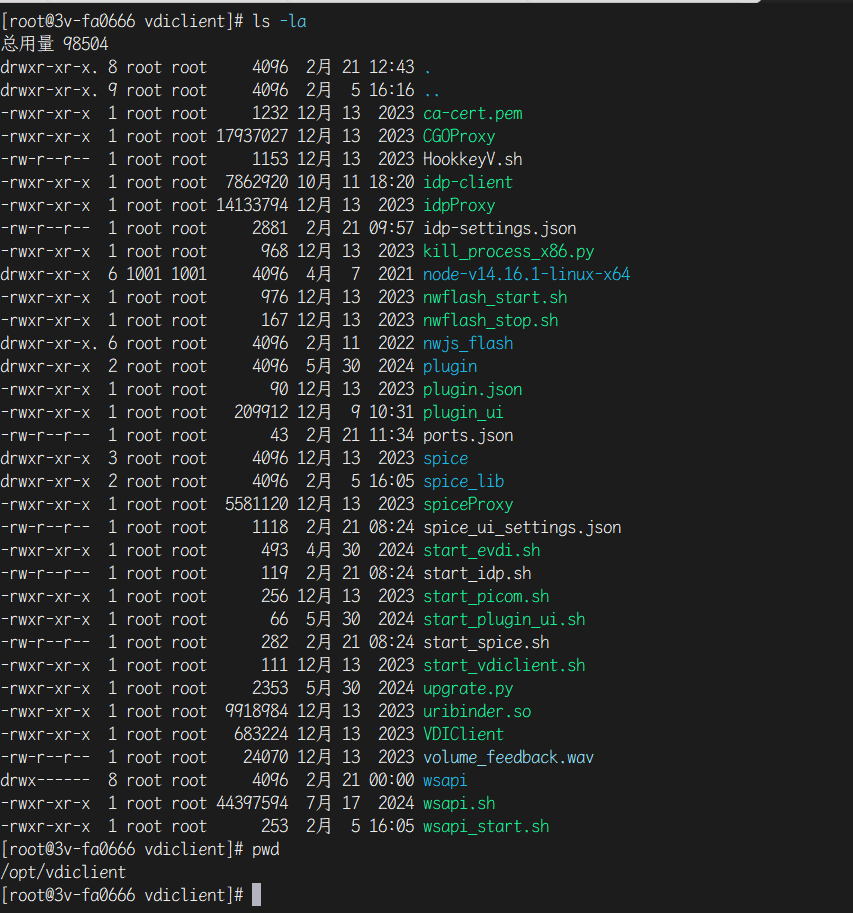 [root@3v-fa0666 vdiclient]# ls -la
总用量 98504
drwxr-xr-x. 8 root root     4096  2月 21 12:43 .
drwxr-xr-x. 9 root root     4096  2月  5 16:16 ..
-rwxr-xr-x  1 root root     1232 12月 13  2023 ca-cert.pem
-rwxr-xr-x  1 root root 17937027 12月 13  2023 CGOProxy
-rw-r--r--  1 root root     1153 12月 13  2023 HookkeyV.sh
-rwxr-xr-x  1 root root  7862920 10月 11 18:20 idp-client
-rwxr-xr-x  1 root root 14133794 12月 13  2023 idpProxy
-rw-r--r--  1 root root     2881  2月 21 09:57 idp-settings.json
-rwxr-xr-x  1 root root      968 12月 13  2023 kill_process_x86.py
drwxr-xr-x  6 1001 1001     4096  4月  7  2021 node-v14.16.1-linux-x64
-rwxr-xr-x  1 root root      976 12月 13  2023 nwflash_start.sh
-rwxr-xr-x  1 root root      167 12月 13  2023 nwflash_stop.sh
drwxr-xr-x. 6 root root     4096  2月 11  2022 nwjs_flash
drwxr-xr-x  2 root root     4096  5月 30  2024 plugin
-rwxr-xr-x  1 root root       90 12月 13  2023 plugin.json
-rwxr-xr-x  1 root root   209912 12月  9 10:31 plugin_ui
-rw-r--r--  1 root root       43  2月 21 11:34 ports.json
drwxr-xr-x  3 root root     4096 12月 13  2023 spice
drwxr-xr-x  2 root root     4096  2月  5 16:05 spice_lib
-rwxr-xr-x  1 root root  5581120 12月 13  2023 spiceProxy
-rw-r--r--  1 root root     1118  2月 21 08:24 spice_ui_settings.json
-rwxr-xr-x  1 root root      493  4月 30  2024 start_evdi.sh
-rw-r--r--  1 root root      119  2月 21 08:24 start_idp.sh
-rwxr-xr-x  1 root root      256 12月 13  2023 start_picom.sh
-rwxr-xr-x  1 root root       66  5月 30  2024 start_plugin_ui.sh
-rw-r--r--  1 root root      282  2月 21 08:24 start_spice.sh
-rwxr-xr-x  1 root root      111 12月 13  2023 start_vdiclient.sh
-rwxr-xr-x  1 root root     2353  5月 30  2024 upgrate.py
-rwxr-xr-x  1 root root  9918984 12月 13  2023 uribinder.so
-rwxr-xr-x  1 root root   683224 12月 13  2023 VDIClient
-rw-r--r--  1 root root    24070 12月 13  2023 volume_feedback.wav
drwx------  8 root root     4096  2月 21 00:00 wsapi
-rwxr-xr-x  1 root root 44397594  7月 17  2024 wsapi.sh
-rwxr-xr-x  1 root root      253  2月  5 16:05 wsapi_start.sh
[root@3v-fa0666 vdiclient]# pwd
/opt/vdiclient
[root@3v-fa0666 vdiclient]#